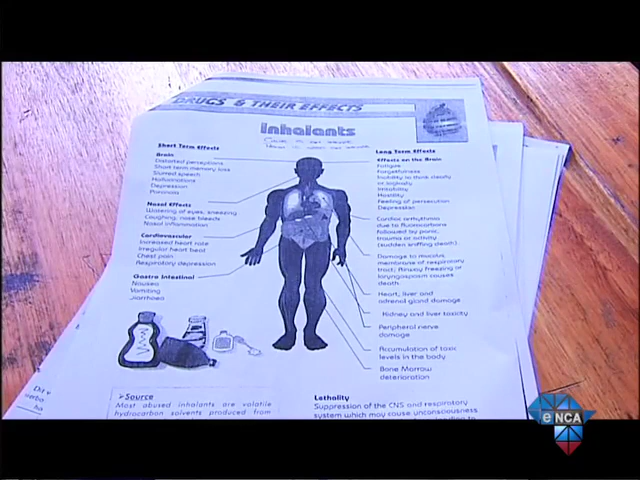 DRUGS & THEIR EFFECTS
Inhalants
Short Term Effects
Brain
Distorted perceptions
Short term memory loss
Slurred speech
Hallucinations
Depression
Paranoia
Nasal Effects
Watering of eyes, sneezing
Coughing, nose bleeds
Nasal inflammation
Cardiovascular
Increased heart rate
Irregular heart beat
Chest pain
Respiratory depression
Gastro Intestinal
Nausea
Vomiting
Diarrhoea
Long Term Effects
Effects on the Brain
Fatigue
Forgetfulness
Inability to think clearly
or logically
Irritability
Hostility
Feeling of persecution
Depression
Cardiac arrhythmia
due to fluorocarbons
followed by panic,
trauma or activity
(sudden sniffing death).
Damage to mucus
membrane of respiratory
tract; Airway freezing or
laryngospasm causes
death.
Heart, liver and
adrenal gland damage
Kidney and liver toxicity
Peripheral nerve
damage
Accumulation of toxic
levels in the body
Bone Marrow
deterioration
Source
Most abused inhalants are volatile
hydrocarbon solvents produced from
Lethality
Suppression of the CNS and respiratory
system which may cause unconsciousness
eNCA